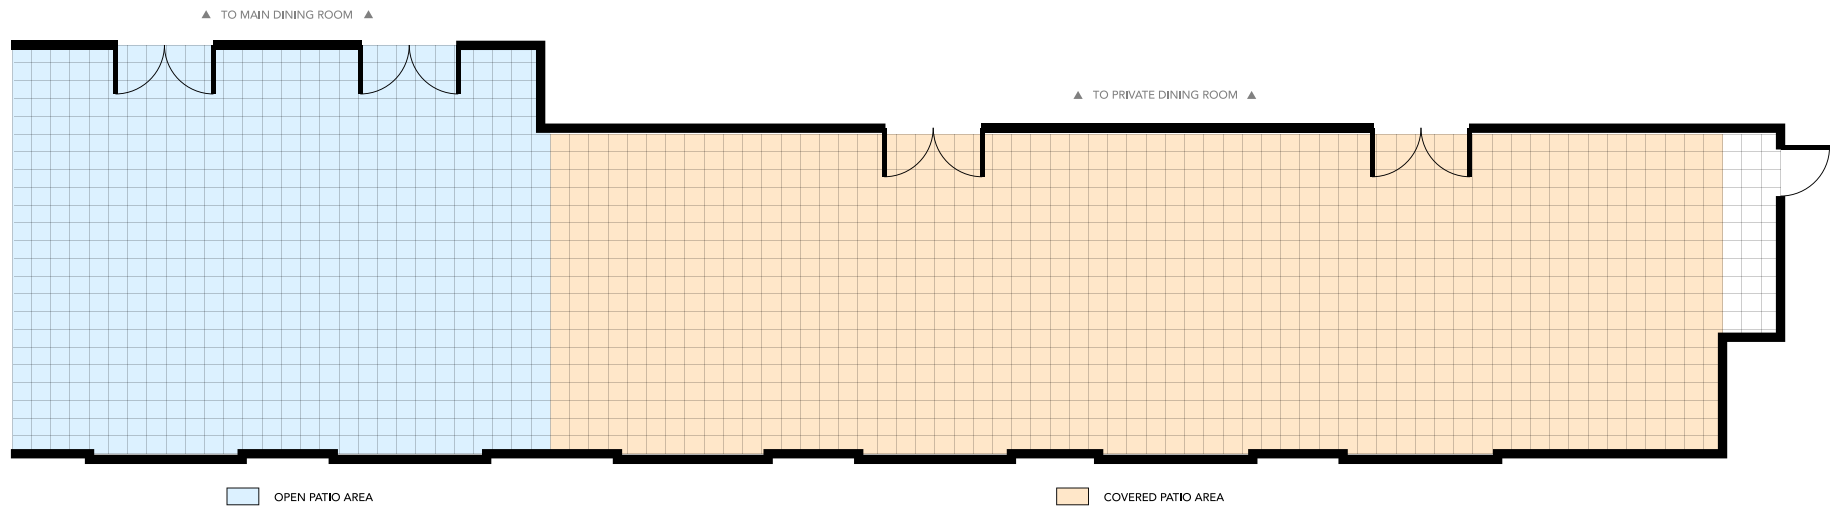 ▲ TO MAIN DINING ROOM ▲
▲ TO PRIVATE DINING ROOM ▲
OPEN PATIO AREA
COVERED PATIO AREA